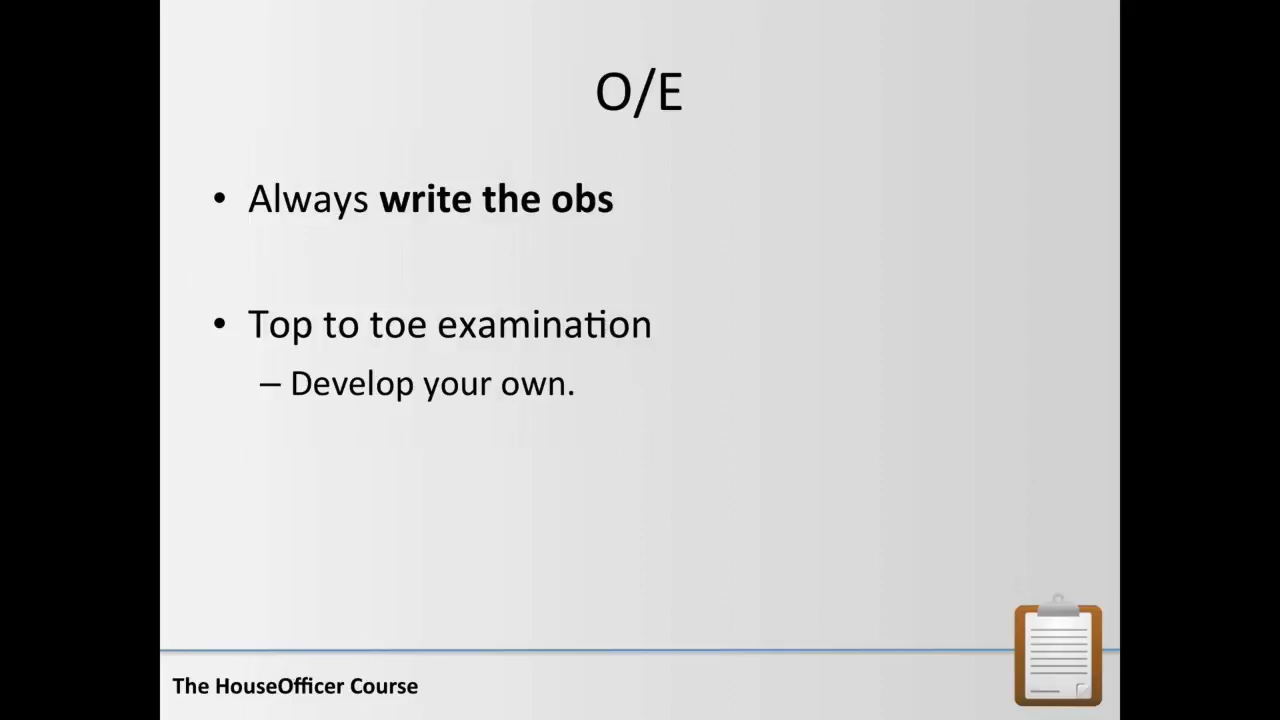 O/E
• Always write the obs
• Top to toe examination
– Develop your own.
The HouseOfficer Course